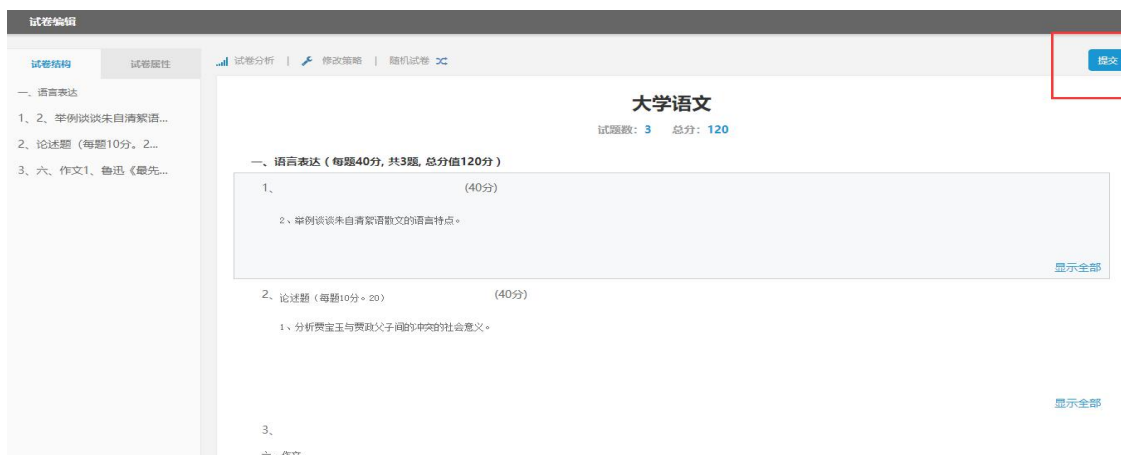 试卷编辑
试卷结构 试卷属性
试卷分析 | 修改策略 | 随机试卷
提交
一、语言表达
1、2、举例谈谈朱自清絮语...
2、论述题（每题10分。2...
3、六、作文1、鲁迅《最先...
大学语文
试题数：3 总分：120
一、语言表达（每题40分, 共3题, 总分值120分）
1、 (40分)
2、举例谈谈朱自清絮语散文的语言特点。
显示全部
2、论述题（每题10分。20） (40分)
1、分析贾宝玉与贾政父子间的冲突的社会意义。
显示全部
3、
六、作文